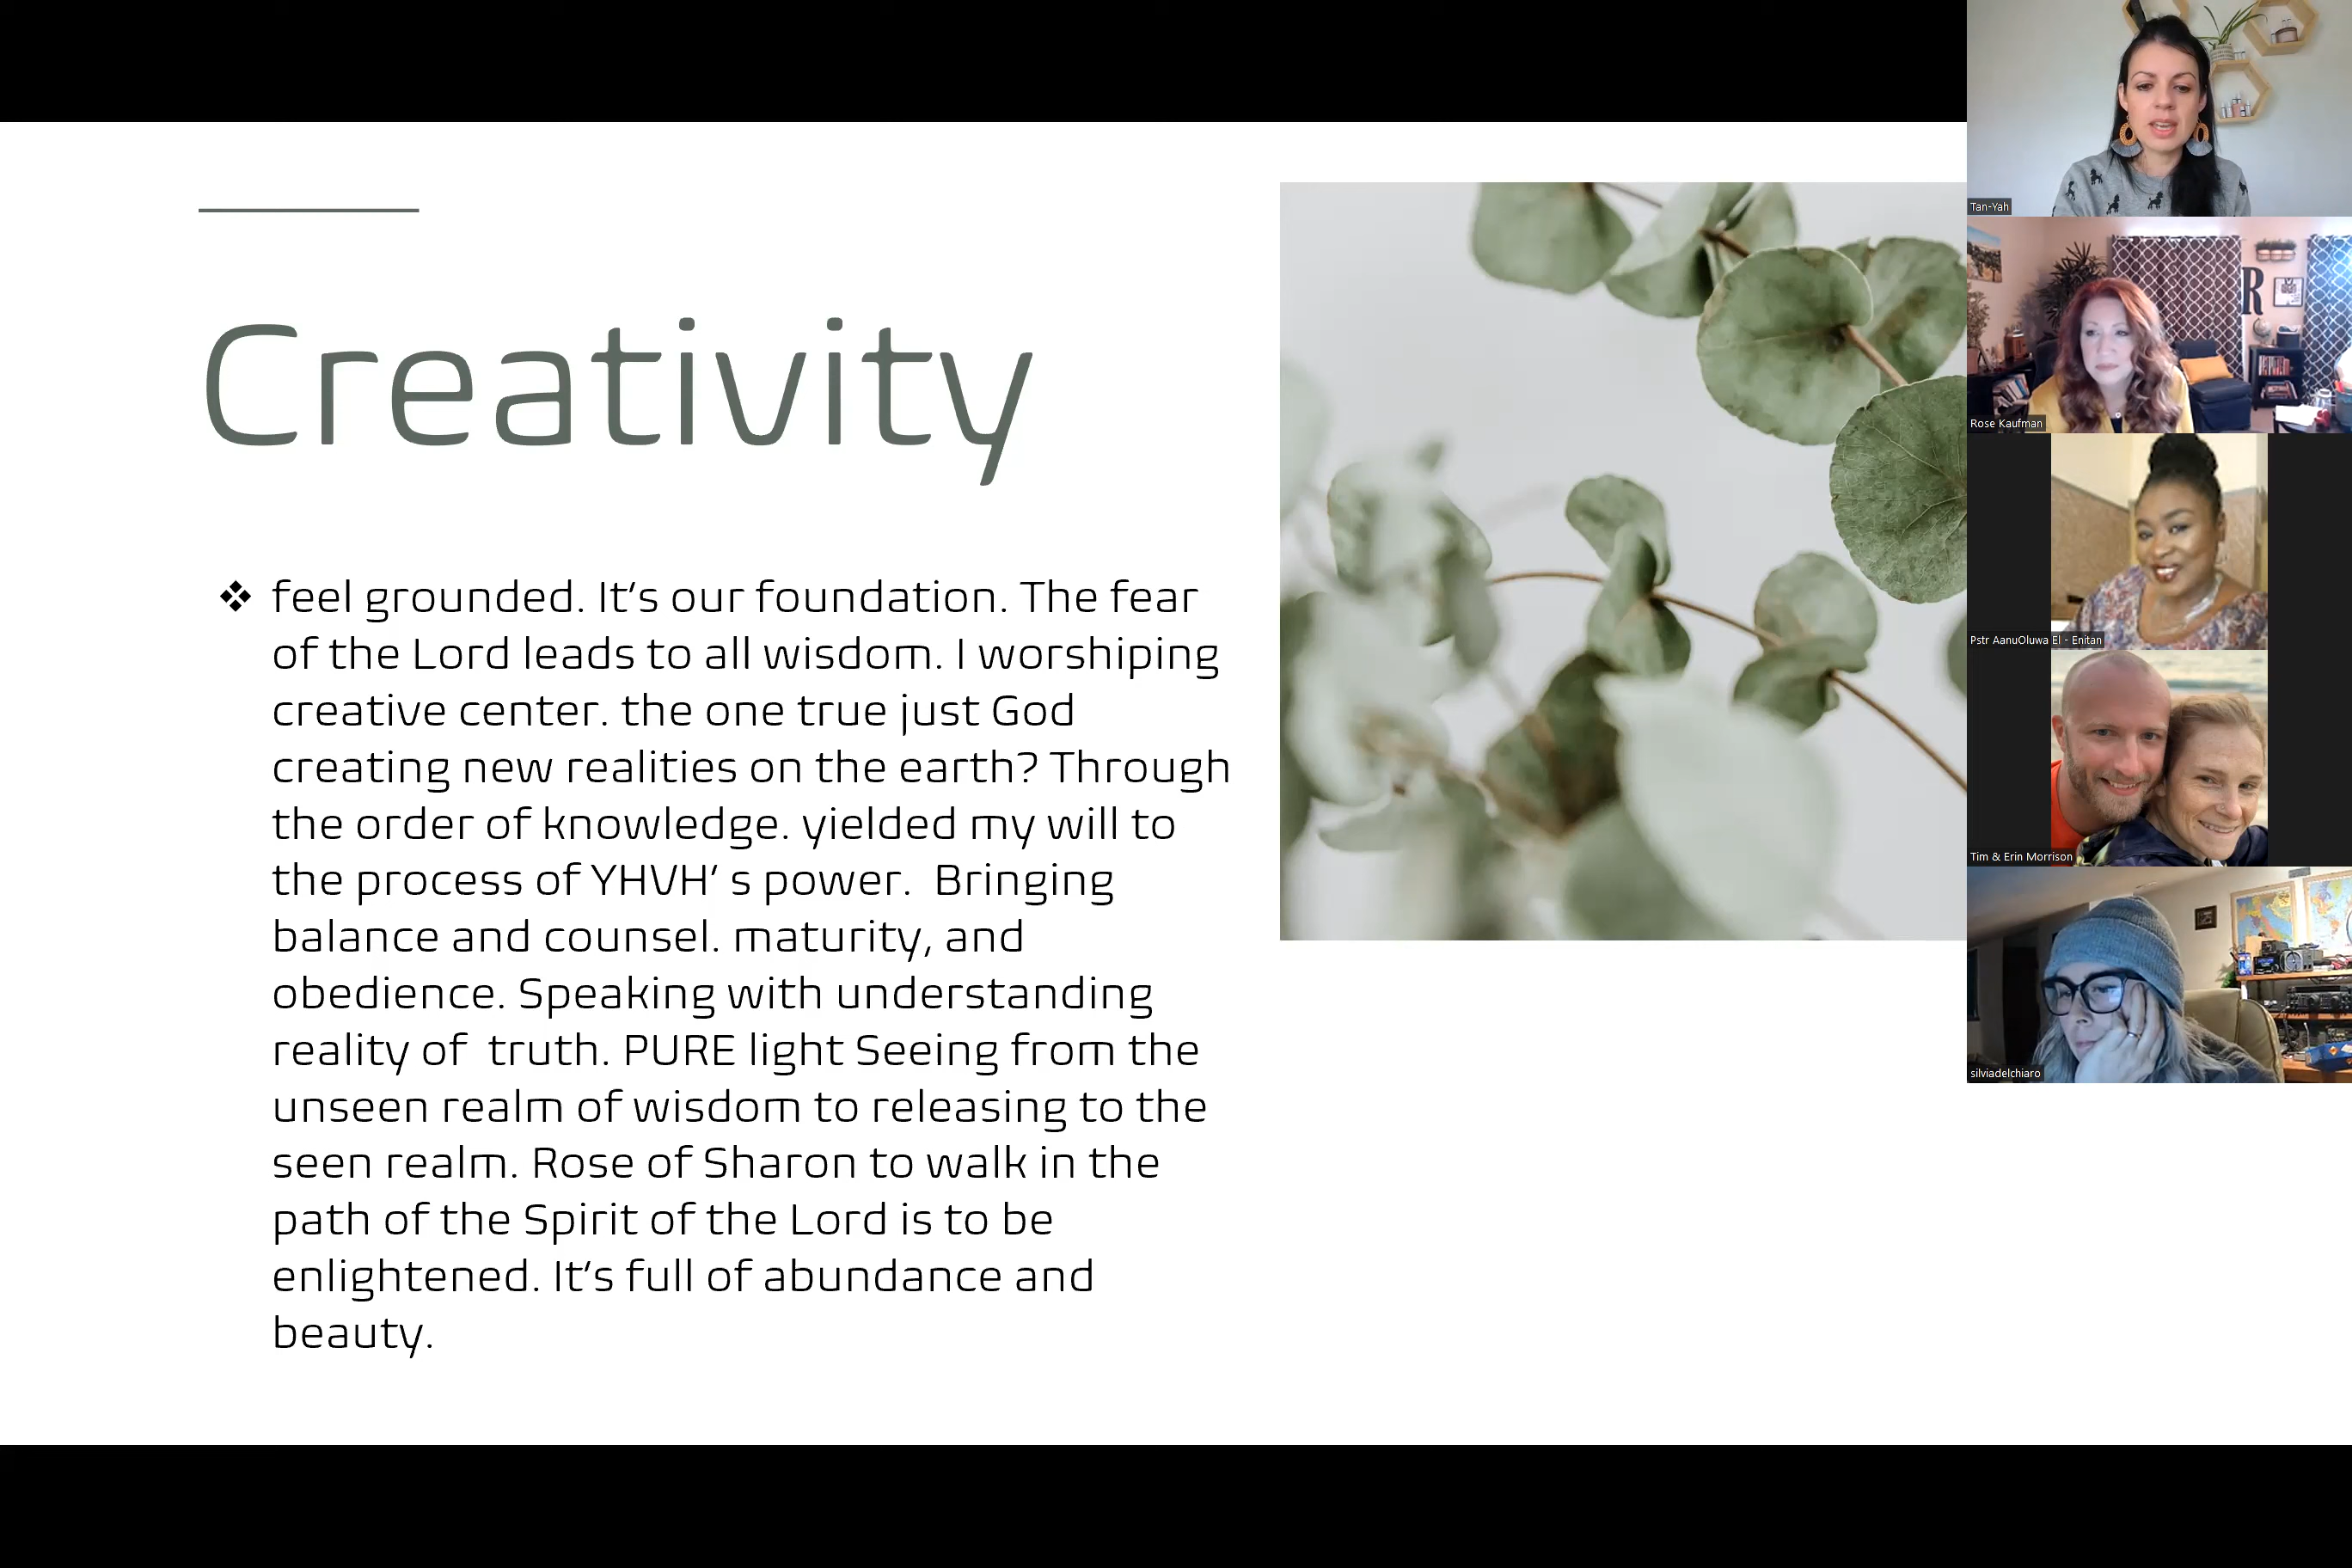 Creativity
❖ feel grounded. It’s our foundation. The fear
of the Lord leads to all wisdom. I worshiping
creative center. the one true just God
creating new realities on the earth? Through
the order of knowledge. yielded my will to
the process of YHVH’ s power.  Bringing
balance and counsel. maturity, and
obedience. Speaking with understanding
reality of  truth. PURE light Seeing from the
unseen realm of wisdom to releasing to the
seen realm. Rose of Sharon to walk in the
path of the Spirit of the Lord is to be
enlightened. It’s full of abundance and
beauty.
Tan-Yah
R
Rose Kaufman
Pstr AanuOluwa El - Enitan
Tim & Erin Morrison
silviadelchiaro